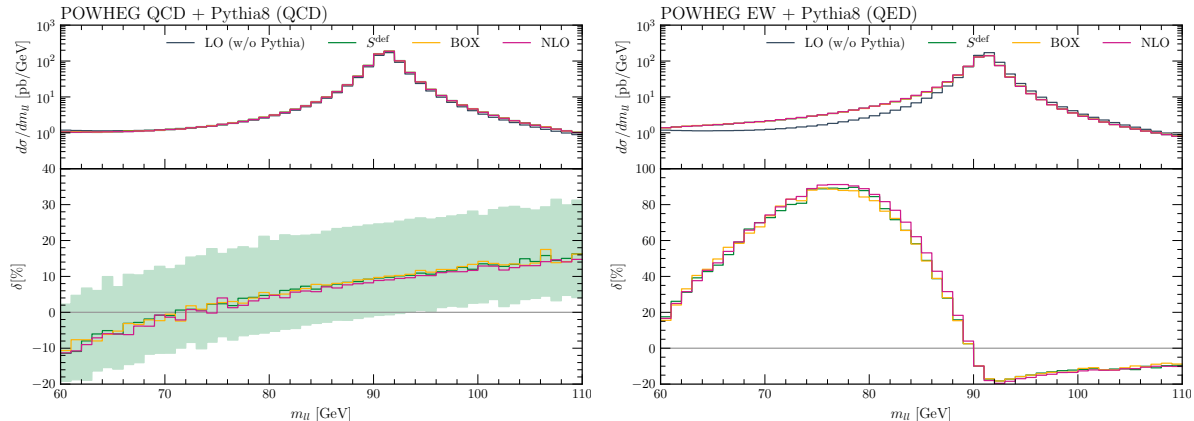 POWHEG QCD + Pythia8 (QCD)
10³
LO (w/o Pythia)
S^def
BOX
NLO
10²
10¹
10⁰
dσ/dm_ll [pb/GeV]
40
30
20
10
0
−10
−20
δ[%]
60
70
80
90
100
110
m_ll [GeV]
POWHEG EW + Pythia8 (QED)
10³
LO (w/o Pythia)
S^def
BOX
NLO
10²
10¹
10⁰
dσ/dm_ll [pb/GeV]
100
80
60
40
20
0
−20
δ[%]
60
70
80
90
100
110
m_ll [GeV]